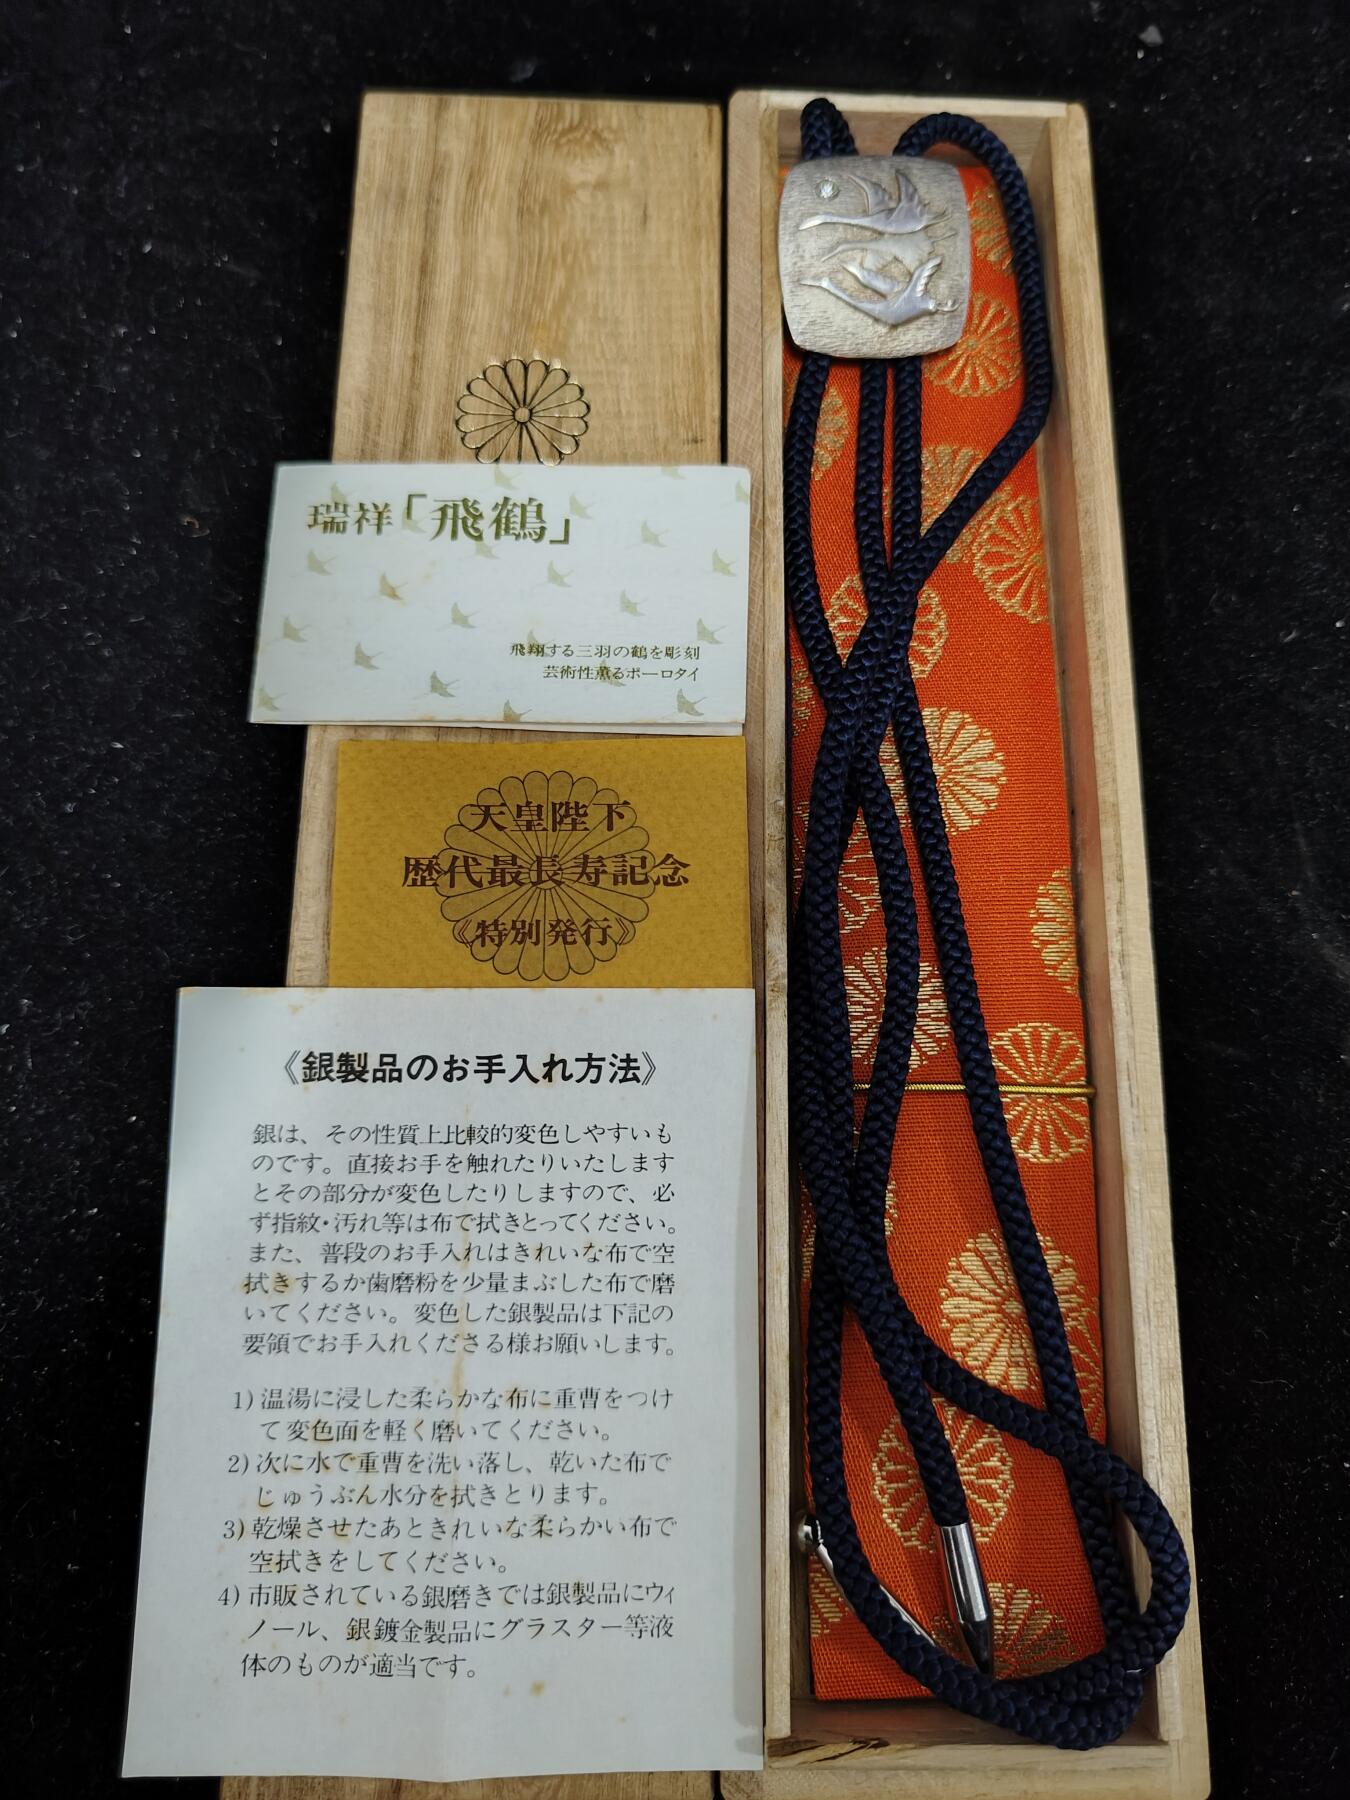 瑞祥「飛鶴」
飛翔する三羽の鶴を彫刻
芸術性薫るポーロタイ
天皇陛下
歴代最長寿記念
《特別発行》
《銀製品のお手入れ方法》
銀は、その性質上比較的変色しやすいも
のです。直接お手を触れたりいたします
とその部分が変色したりしますので、必
ず指紋・汚れ等は布で拭きとってください。
また、普段のお手入れはきれいな布で空
拭きするか歯磨粉を少量まぶした布で磨
いてください。変色した銀製品は下記の
要領でお手入れくださる様お願いします。
1) 温湯に浸した柔らかな布に重曹をつけ
て変色面を軽く磨いてください。
2) 次に水で重曹を洗い落し、乾いた布で
じゅうぶん水分を拭きとります。
3) 乾燥させたあときれいな柔らかい布で
空拭きをしてください。
4) 市販されている銀磨きでは銀製品にウィ
ノール、銀鍍金製品にグラスター等液
体のものが適当です。